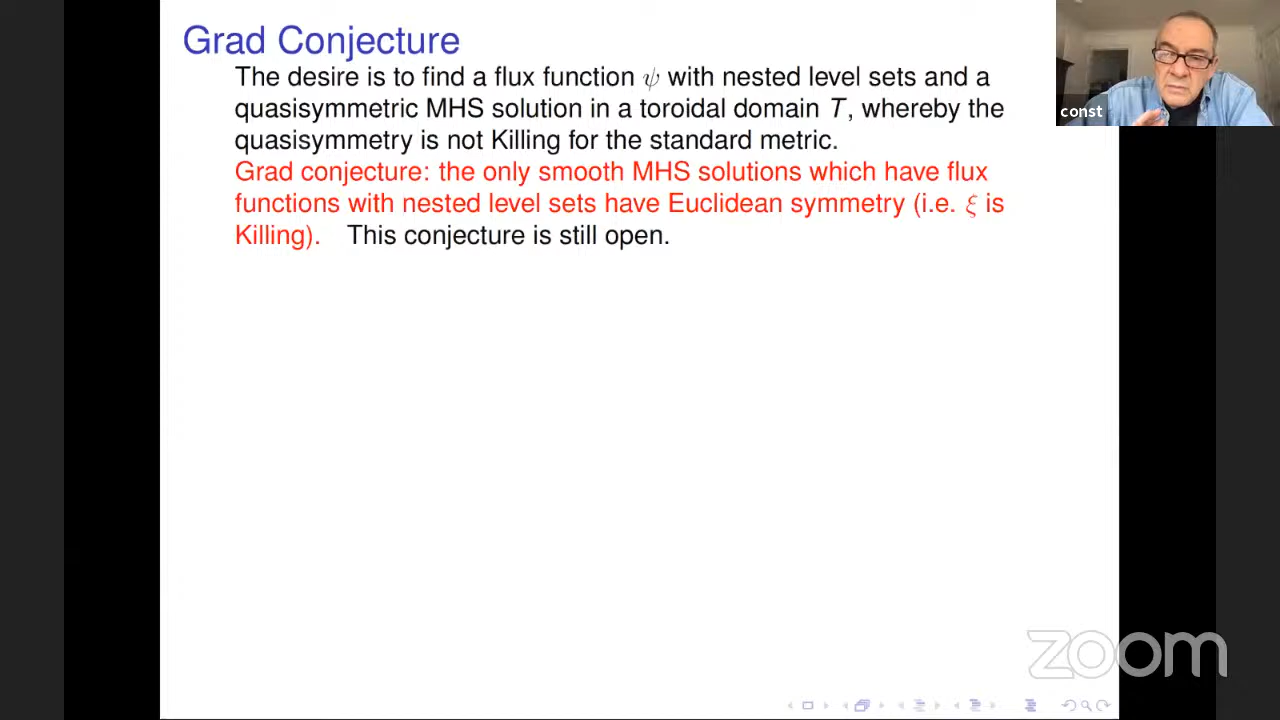 Grad Conjecture
The desire is to find a flux function ψ with nested level sets and a
quasisymmetric MHS solution in a toroidal domain T, whereby the
quasisymmetry is not Killing for the standard metric.
Grad conjecture: the only smooth MHS solutions which have flux
functions with nested level sets have Euclidean symmetry (i.e. ξ is
Killing). This conjecture is still open.
const
zoom